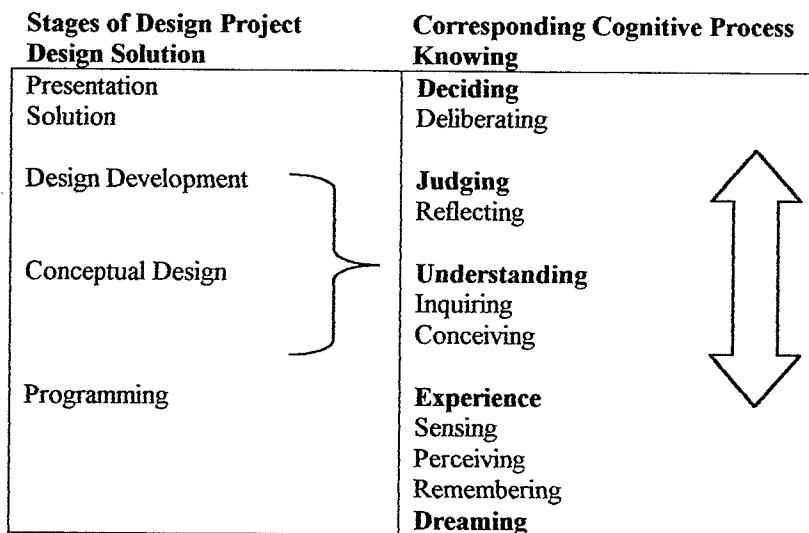 Stages of Design Project
Design Solution
Corresponding Cognitive Process
Knowing
Presentation
Solution
Deciding
Deliberating
Design Development
Judging
Reflecting
Conceptual Design
Understanding
Inquiring
Conceiving
Programming
Experience
Sensing
Perceiving
Remembering
Dreaming